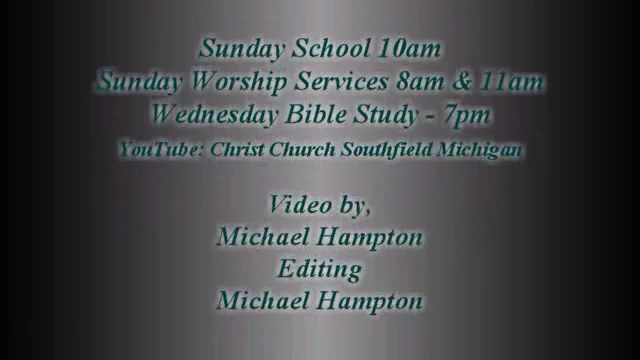 Sunday School 10am
Sunday Worship Services 8am & 11am
Wednesday Bible Study - 7pm
YouTube: Christ Church Southfield Michigan
Video by,
Michael Hampton
Editing
Michael Hampton